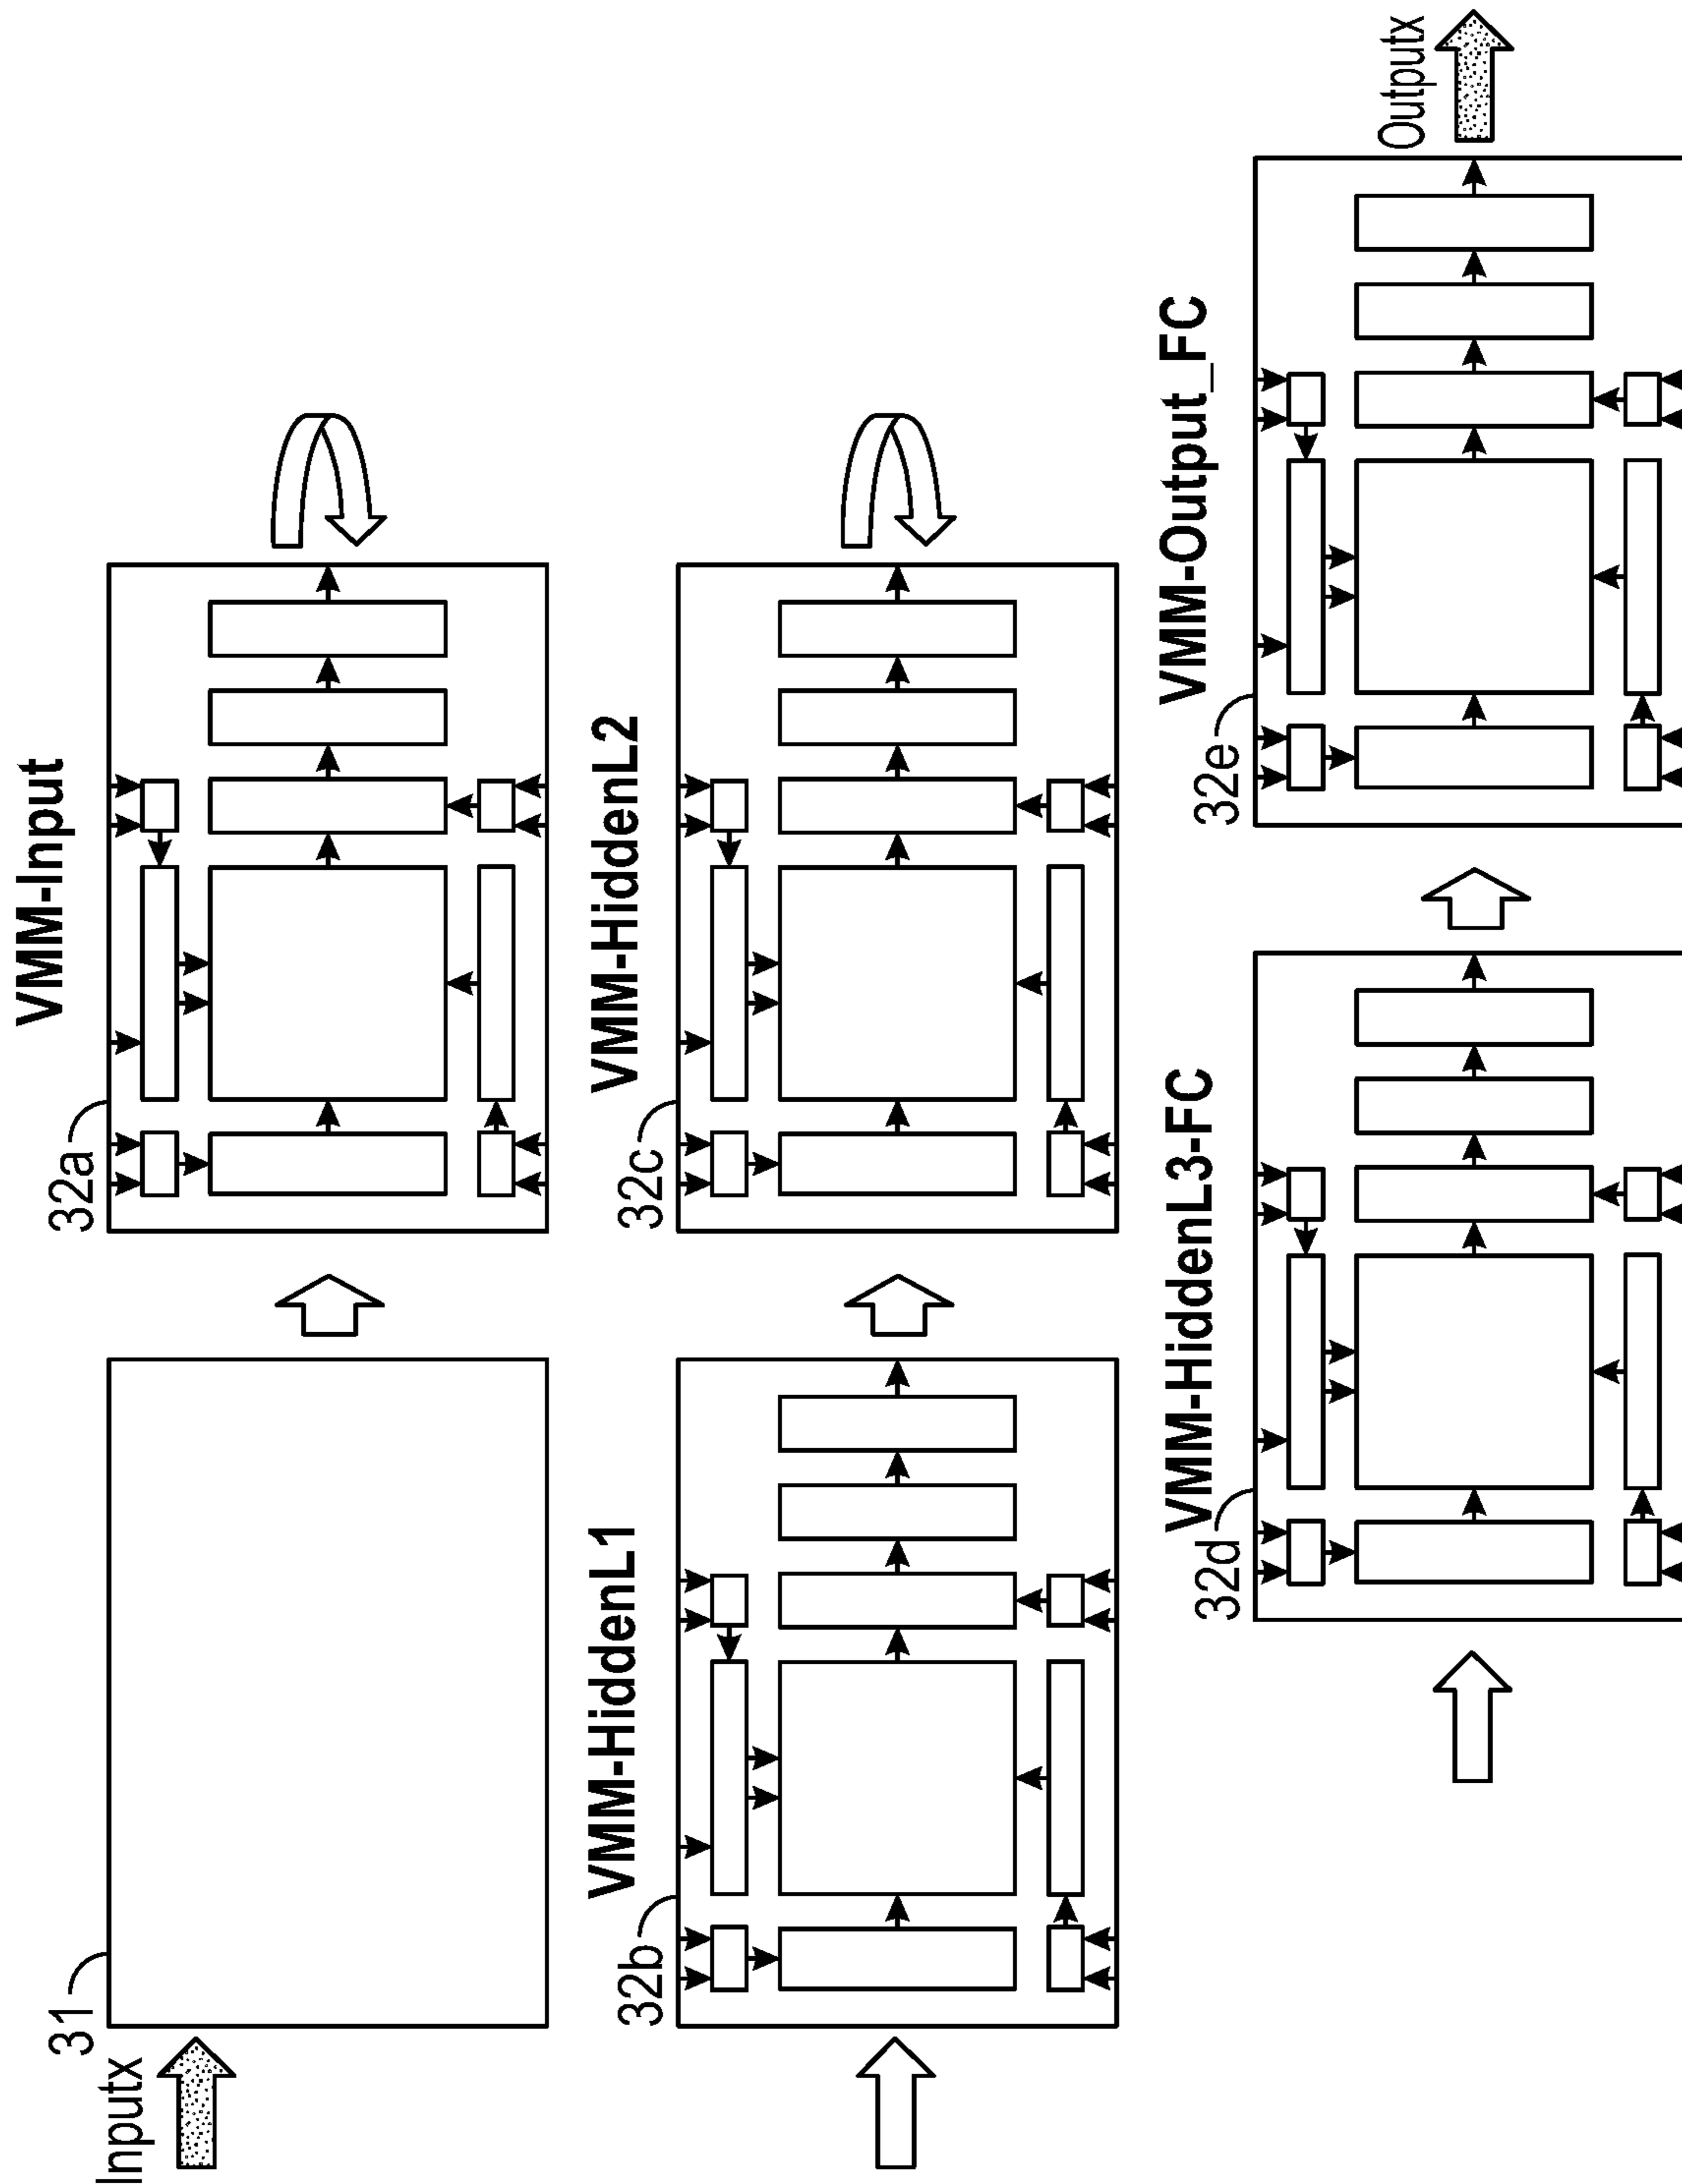 Inputx
31
32a
VMM-Input
32b
VMM-HiddenL1
32c
VMM-HiddenL2
32d
VMM-HiddenL3-FC
32e
VMM-Output_FC
Outputx